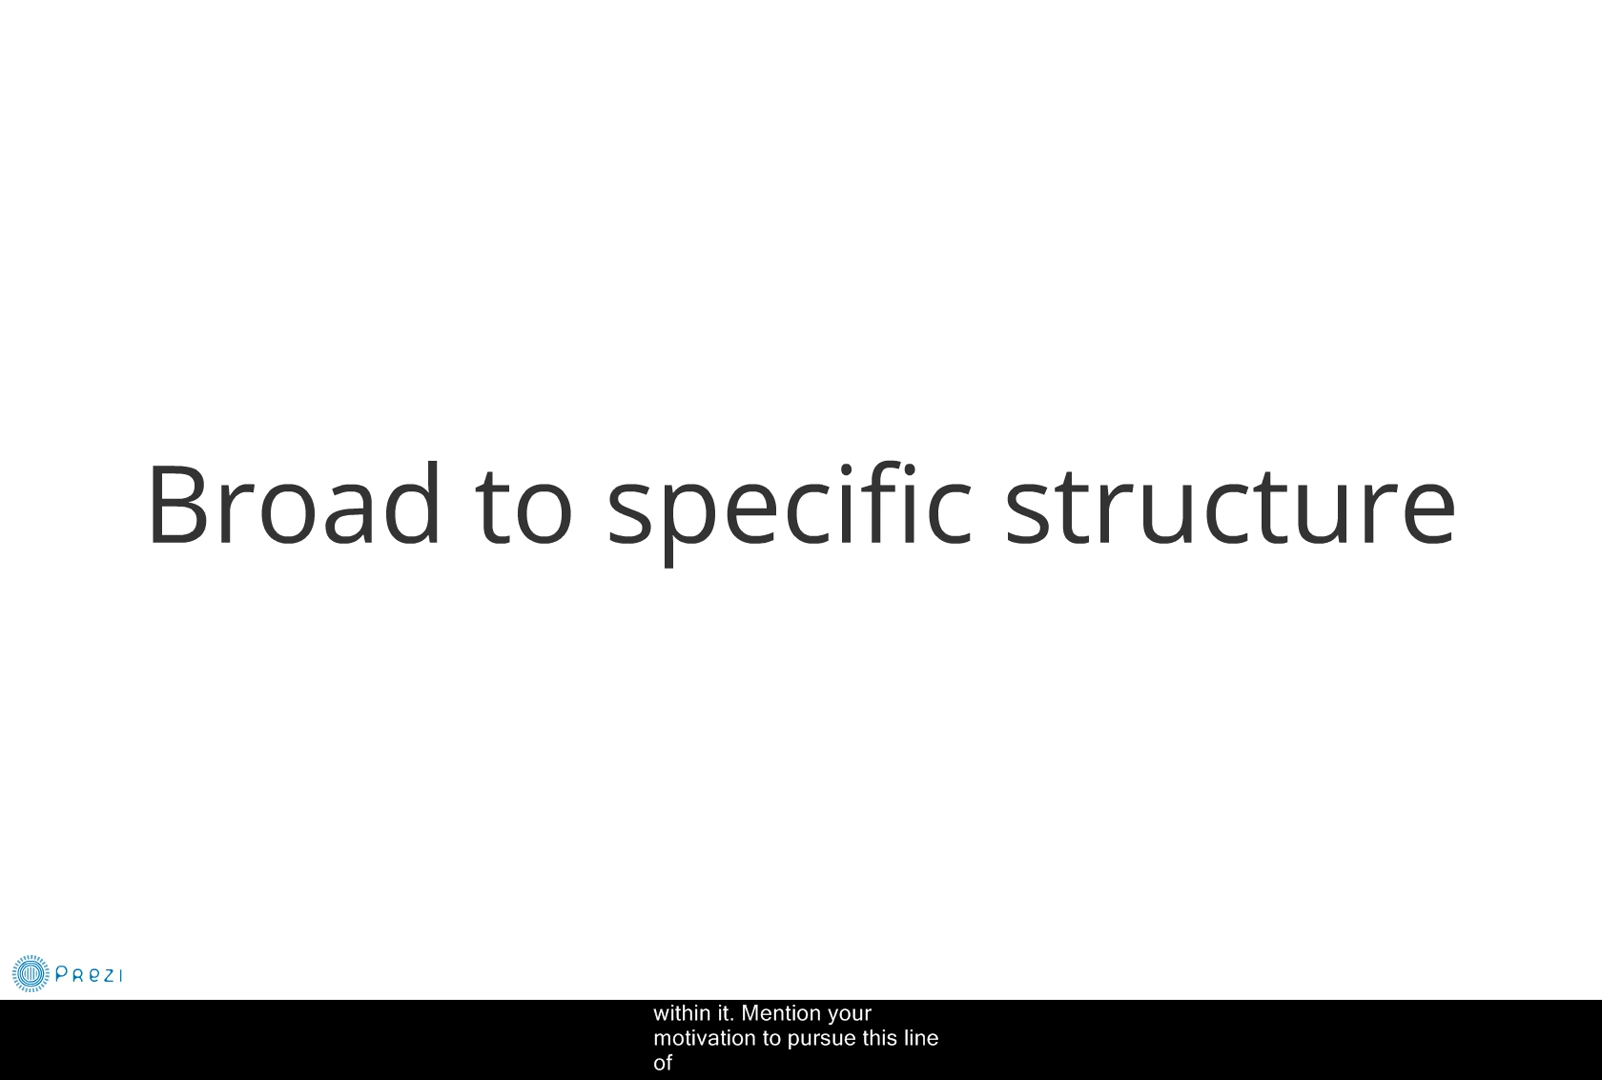 Broad to specific structure
Prezi
within it. Mention your
motivation to pursue this line
of